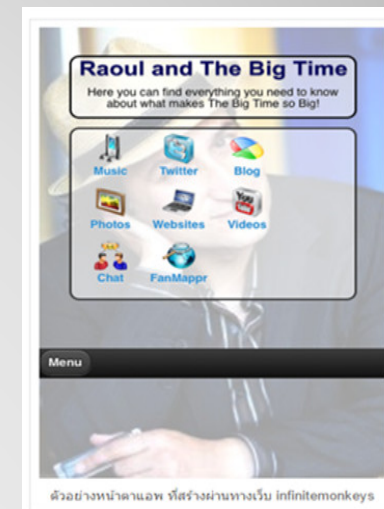 Raoul and The Big Time
Here you can find everything you need to know
about what makes The Big Time so Big!
Music Twitter Blog
You
Photos Websites Videos
Chat FanMappr
Menu
ตัวอย่างหน้าตาแอพ ที่สร้างผ่านทางเว็บ infinitemonkeys